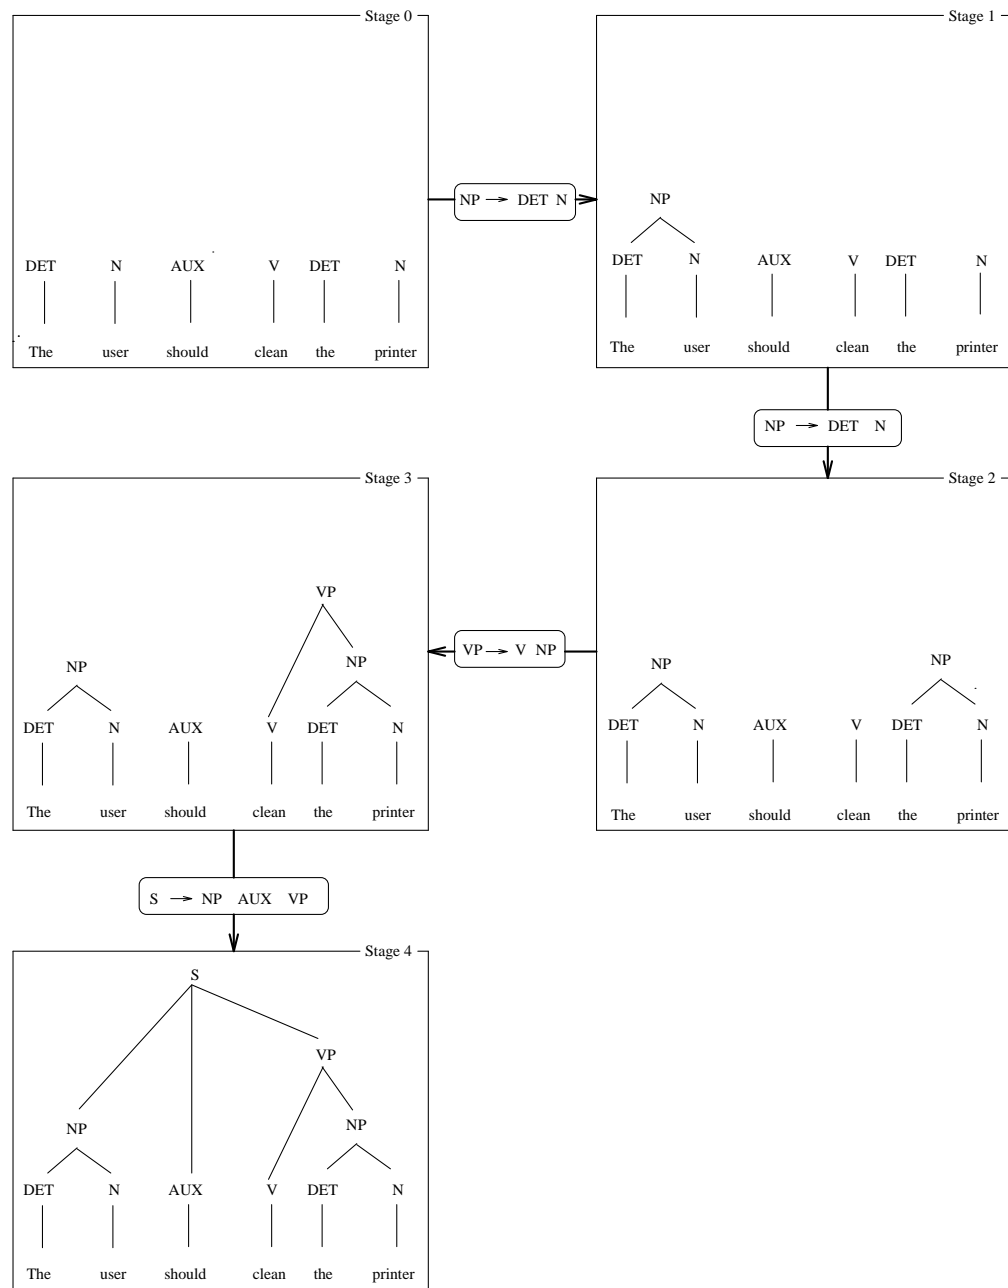 Stage 0
DET N AUX V DET N
The user should clean the printer
NP → DET N
Stage 1
NP
DET N AUX V DET N
The user should clean the printer
NP → DET N
Stage 2
NP NP
DET N AUX V DET N
The user should clean the printer
VP → V NP
Stage 3
VP
NP NP
DET N AUX V DET N
The user should clean the printer
S → NP AUX VP
Stage 4
S
VP
NP NP
DET N AUX V DET N
The user should clean the printer